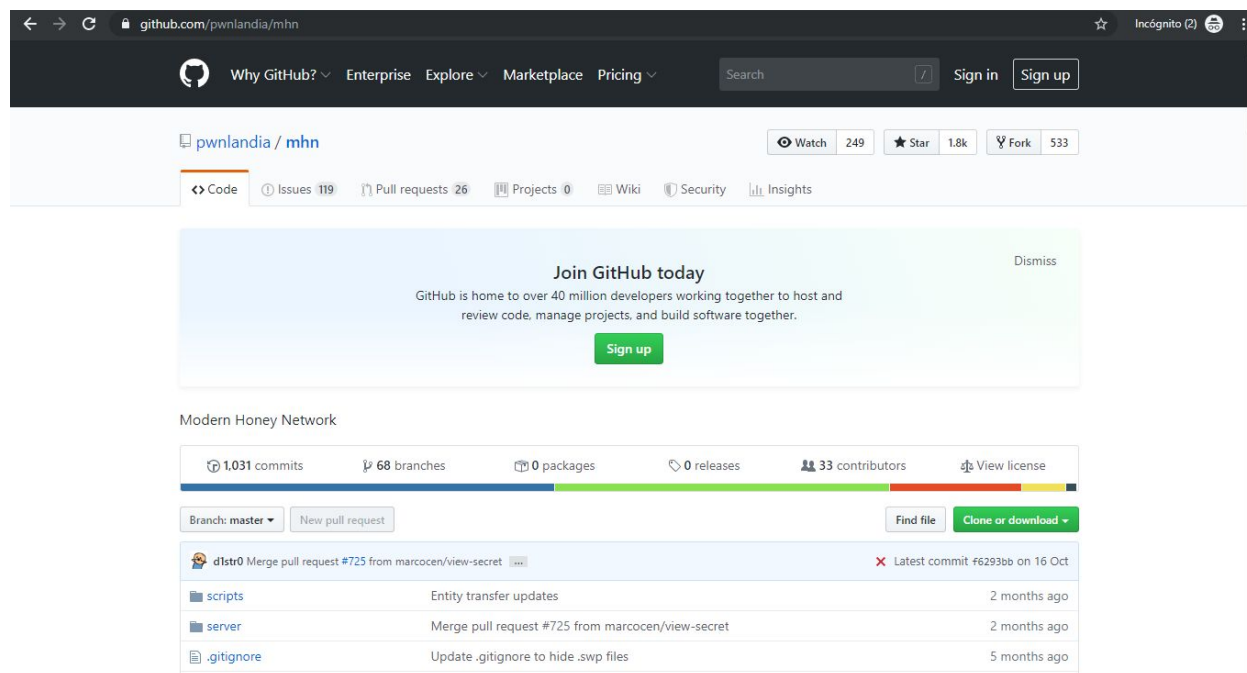 github.com/pwnlandia/mhn Incógnito (2)
Why GitHub? Enterprise Explore Marketplace Pricing Search / Sign in Sign up
pwnlandia / mhn Watch 249 Star 1.8k Fork 533
Code Issues 119 Pull requests 26 Projects 0 Wiki Security Insights
Dismiss
Join GitHub today
GitHub is home to over 40 million developers working together to host and
review code, manage projects, and build software together.
Sign up
Modern Honey Network
1,031 commits 68 branches 0 packages 0 releases 33 contributors View license
Branch: master New pull request Find file Clone or download
d1str0 Merge pull request #725 from marcocen/view-secret ... Latest commit f6293bb on 16 Oct
scripts Entity transfer updates 2 months ago
server Merge pull request #725 from marcocen/view-secret 2 months ago
.gitignore Update .gitignore to hide .swp files 5 months ago